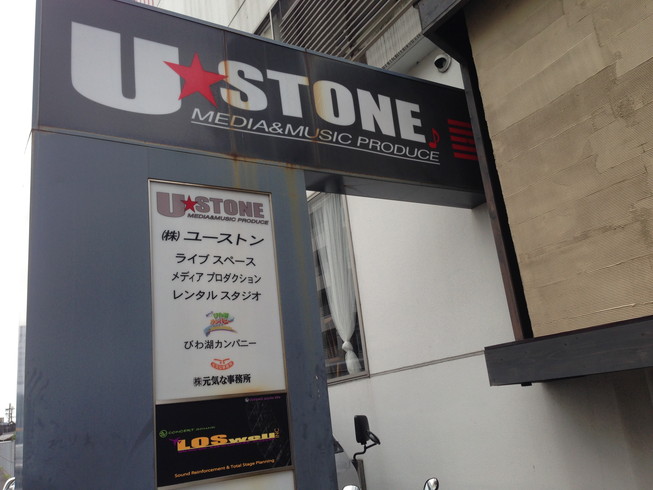 U★STONE
MEDIA&MUSIC PRODUCE
U★STONE
MEDIA&MUSIC PRODUCE
㈱ ユーストン
ライブ スペース
メディア プロダクション
レンタル スタジオ
びわ湖カンパニー
㈱元気な事務所
LOSwell
Sound Reinforcement & Total Stage Planning